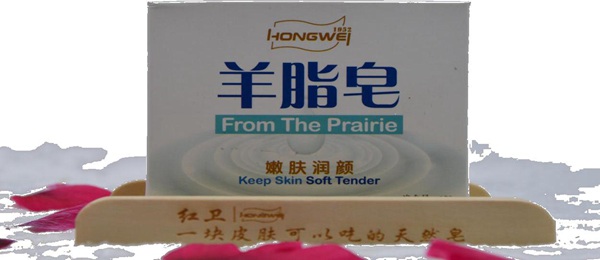 HONGWEI
1932
羊脂皂
From The Prairie
嫩肤润颜
Keep Skin Soft Tender
红卫 HONGWEI
一块皮肤可以吃的天然皂